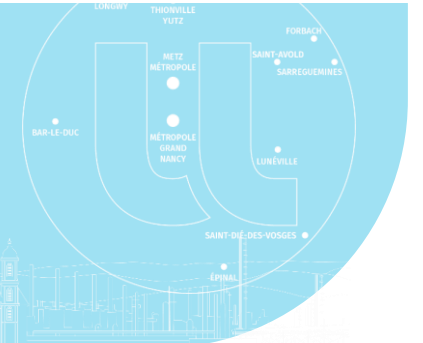 LONGWY
THIONVILLE
YUTZ
FORBACH
METZ
MÉTROPOLE
SAINT-AVOLD
SARREGUEMINES
BAR-LE-DUC
MÉTROPOLE
GRAND
NANCY
LUNÉVILLE
SAINT-DIÉ-DES-VOSGES
ÉPINAL